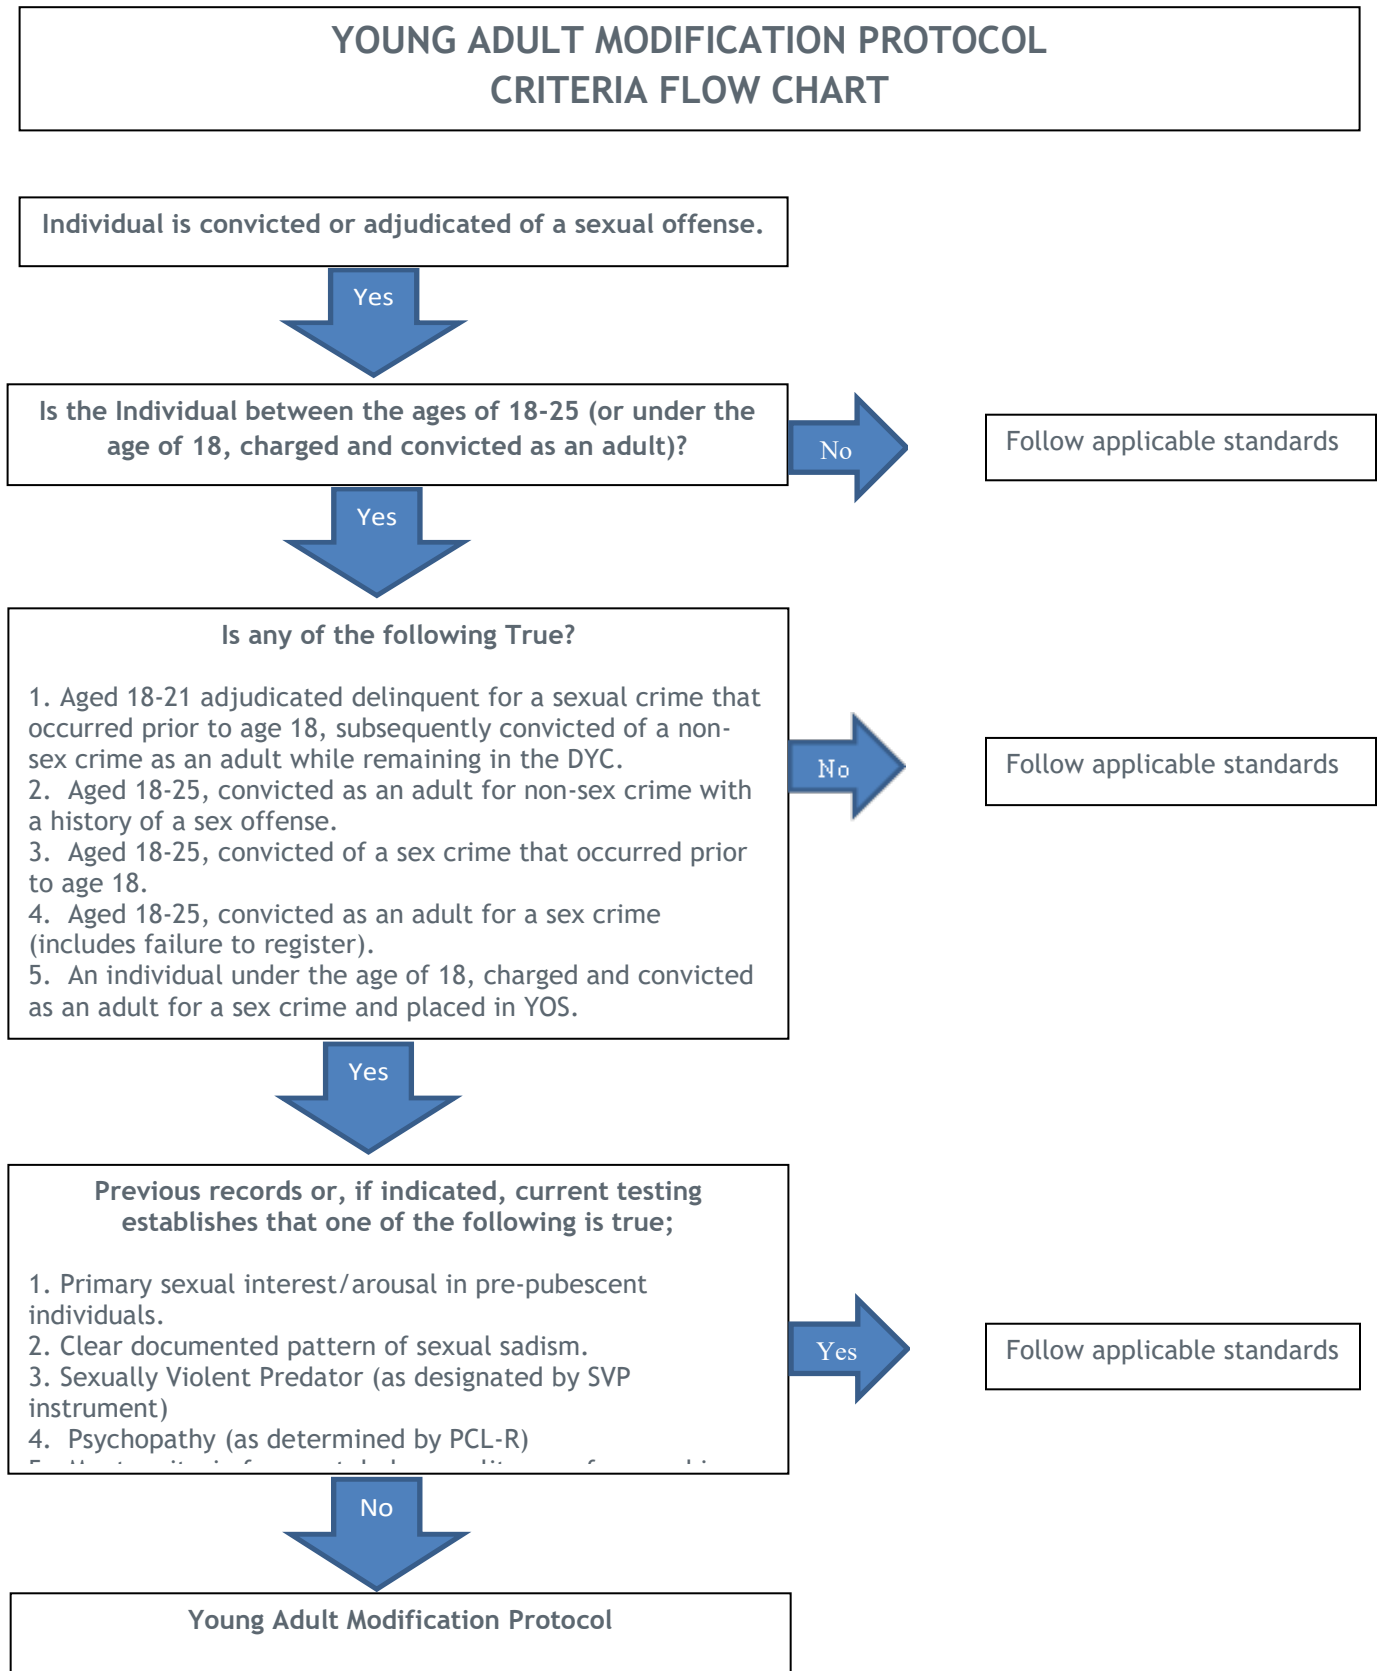 YOUNG ADULT MODIFICATION PROTOCOL
CRITERIA FLOW CHART
Individual is convicted or adjudicated of a sexual offense.
Yes
Is the Individual between the ages of 18-25 (or under the
age of 18, charged and convicted as an adult)?
No
Follow applicable standards
Yes
Is any of the following True?
1. Aged 18-21 adjudicated delinquent for a sexual crime that
occurred prior to age 18, subsequently convicted of a non-
sex crime as an adult while remaining in the DYC.
2. Aged 18-25, convicted as an adult for non-sex crime with
a history of a sex offense.
3. Aged 18-25, convicted of a sex crime that occurred prior
to age 18.
4. Aged 18-25, convicted as an adult for a sex crime
(includes failure to register).
5. An individual under the age of 18, charged and convicted
as an adult for a sex crime and placed in YOS.
No
Follow applicable standards
Yes
Previous records or, if indicated, current testing
establishes that one of the following is true;
1. Primary sexual interest/arousal in pre-pubescent
individuals.
2. Clear documented pattern of sexual sadism.
3. Sexually Violent Predator (as designated by SVP
instrument)
4. Psychopathy (as determined by PCL-R)
Yes
Follow applicable standards
No
Young Adult Modification Protocol